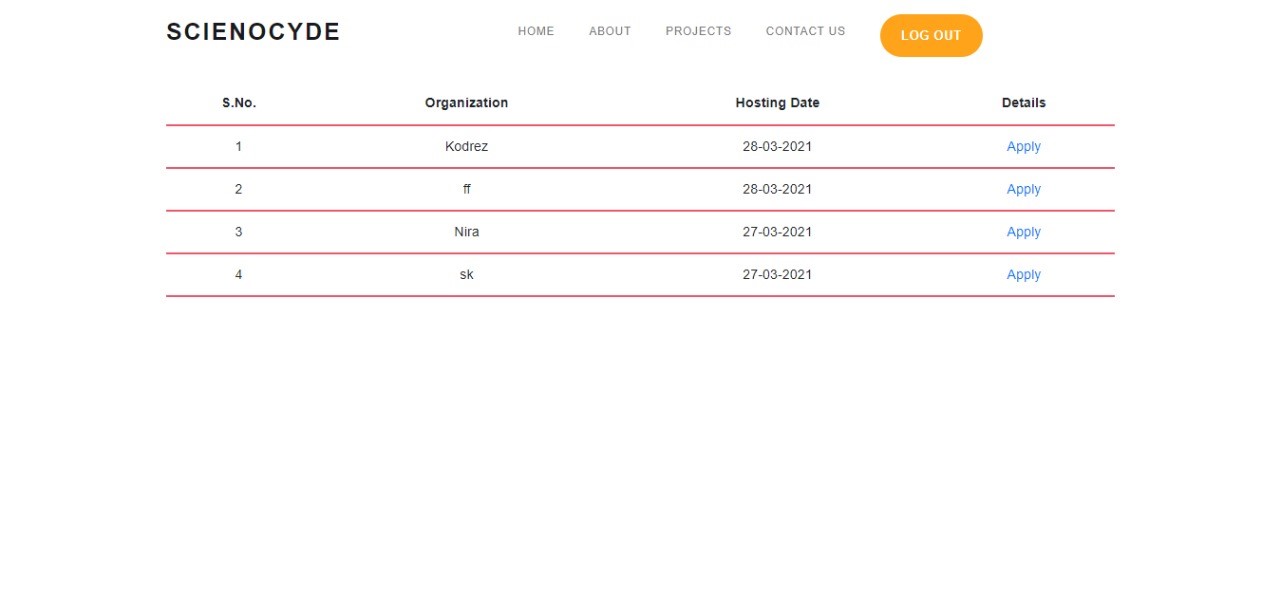 SCIENOCYDE HOME ABOUT PROJECTS CONTACT US LOG OUT
S.No. Organization Hosting Date Details
1 Kodrez 28-03-2021 Apply
2 ff 28-03-2021 Apply
3 Nira 27-03-2021 Apply
4 sk 27-03-2021 Apply